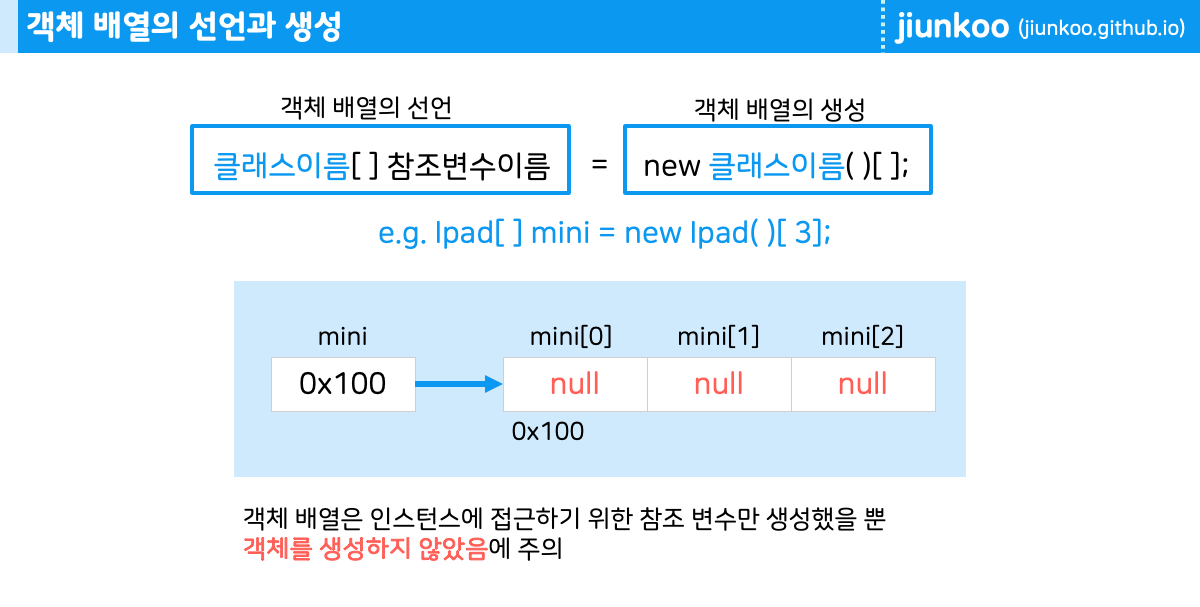 객체 배열의 선언과 생성
jiunkoo (jiunkoo.github.io)
객체 배열의 선언
객체 배열의 생성
클래스이름[ ] 참조변수이름 = new 클래스이름( )[ ];
e.g. Ipad[ ] mini = new Ipad( )[ 3];
mini
mini[0] mini[1] mini[2]
0x100
null null null
0x100
객체 배열은 인스턴스에 접근하기 위한 참조 변수만 생성했을 뿐
객체를 생성하지 않았음에 주의